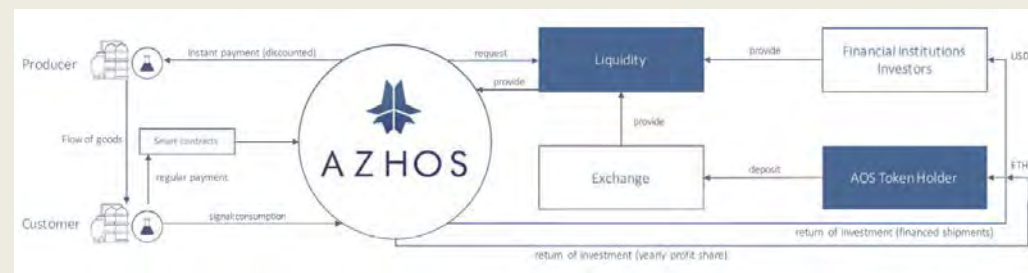 Producer
instant payment (discounted)
request
Liquidity
provide
Financial Institutions
Investors
USD
provide
Flow of goods
Smart contracts
AZHOS
provide
regular payment
Exchange
deposit
AOS Token Holder
ETH
Customer
signal:consumption
return of investment (financed shipments)
return of investment (yearly profit share)